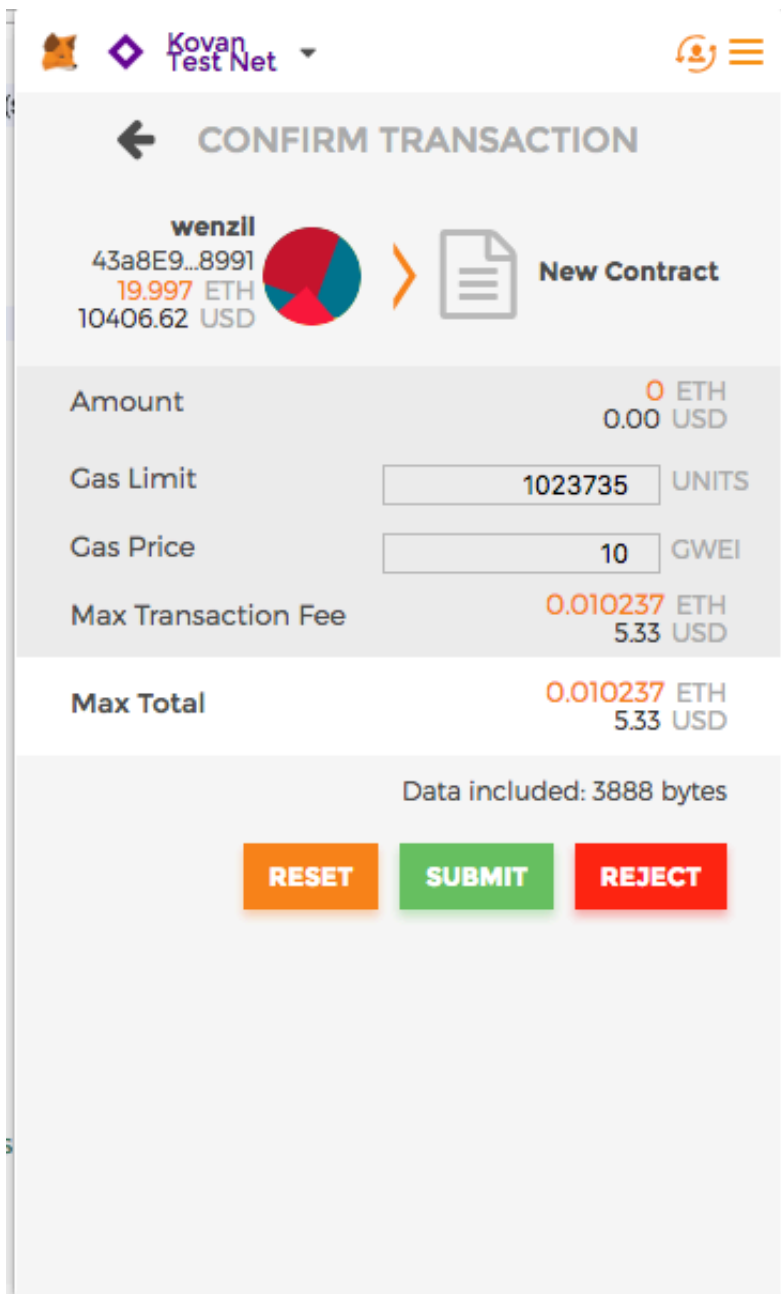 Kovan
Test Net
CONFIRM TRANSACTION
wenzil
43a8E9...8991
19.997 ETH
10406.62 USD
New Contract
Amount
0 ETH
0.00 USD
Gas Limit
1023735 UNITS
Gas Price
10 GWEI
Max Transaction Fee
0.010237 ETH
5.33 USD
Max Total
0.010237 ETH
5.33 USD
Data included: 3888 bytes
RESET SUBMIT REJECT